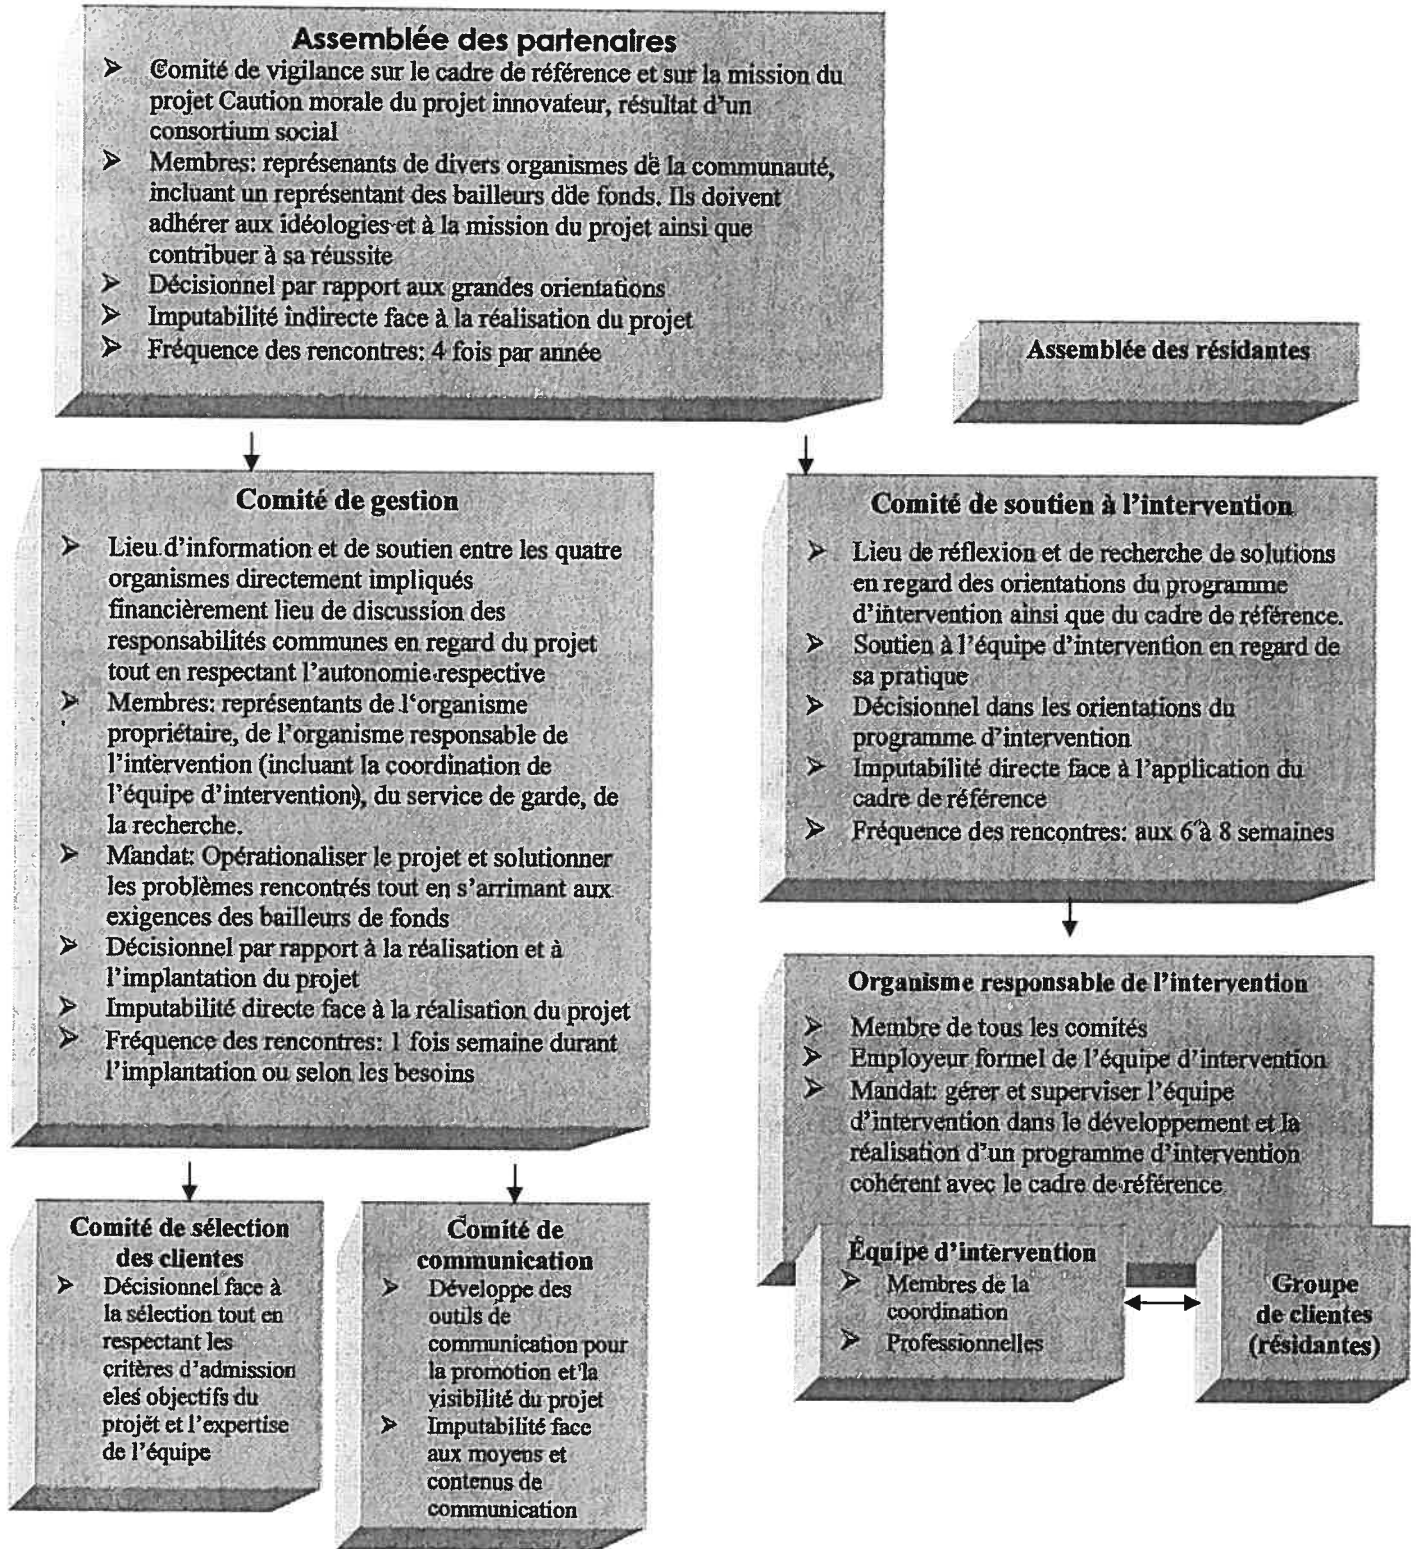 Assemblée des partenaires
➢ Comité de vigilance sur le cadre de référence et sur la mission du
projet Caution morale du projet innovateur, résultat d'un
consortium social
➢ Membres: représenants de divers organismes de la communauté,
incluant un représentant des bailleurs dde fonds. Ils doivent
adhérer aux idéologies et à la mission du projet ainsi que
contribuer à sa réussite
➢ Décisionnel par rapport aux grandes orientations
➢ Imputabilité indirecte face à la réalisation du projet
➢ Fréquence des rencontres: 4 fois par année
Assemblée des résidantes
Comité de gestion
➢ Lieu d'information et de soutien entre les quatre
organismes directement impliqués
financièrement lieu de discussion des
responsabilités communes en regard du projet
tout en respectant l'autonomie respective
➢ Membres: représentants de l'organisme
propriétaire, de l'organisme responsable de
l'intervention (incluant la coordination de
l'équipe d'intervention), du service de garde, de
la recherche.
➢ Mandat: Opérationaliser le projet et solutionner
les problèmes rencontrés tout en s'arrimant aux
exigences des bailleurs de fonds
➢ Décisionnel par rapport à la réalisation et à
l'implantation du projet
➢ Imputabilité directe face à la réalisation du projet
➢ Fréquence des rencontres: 1 fois semaine durant
l'implantation ou selon les besoins
Comité de soutien à l'intervention
➢ Lieu de réflexion et de recherche de solutions
en regard des orientations du programme
d'intervention ainsi que du cadre de référence.
➢ Soutien à l'équipe d'intervention en regard de
sa pratique
➢ Décisionnel dans les orientations du
programme d'intervention
➢ Imputabilité directe face à l'application du
cadre de référence
➢ Fréquence des rencontres: aux 6 à 8 semaines
Organisme responsable de l'intervention
➢ Membre de tous les comités
➢ Employeur formel de l'équipe d'intervention
➢ Mandat: gérer et superviser l'équipe
d'intervention dans le développement et la
réalisation d'un programme d'intervention
cohérent avec le cadre de référence
Comité de sélection
des clientes
➢ Décisionnel face à
la sélection tout en
respectant les
critères d'admission
eles objectifs du
projet et l'expertise
de l'équipe
Comité de
communication
➢ Développe des
outils de
communication pour
la promotion et la
visibilité du projet
➢ Imputabilité face
aux moyens et
contenus de
communication
Équipe d'intervention
➢ Membres de la
coordination
➢ Professionnelles
Groupe
de clientes
(résidantes)